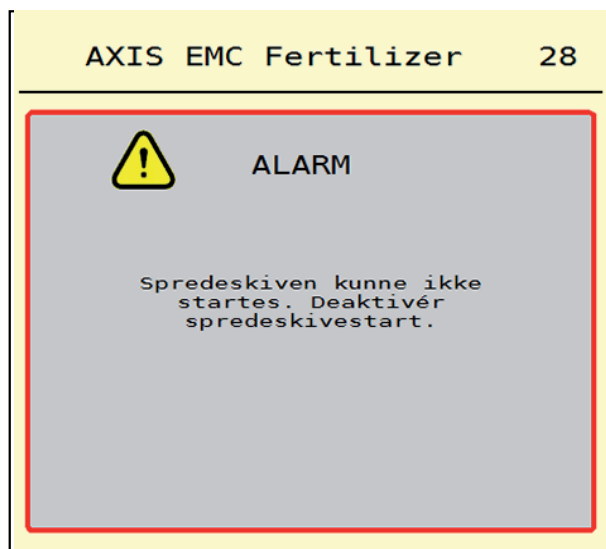 AXIS EMC Fertilizer 28
ALARM
Spredeskiven kunne ikke
startes. Deaktivér
spredeskivestart.